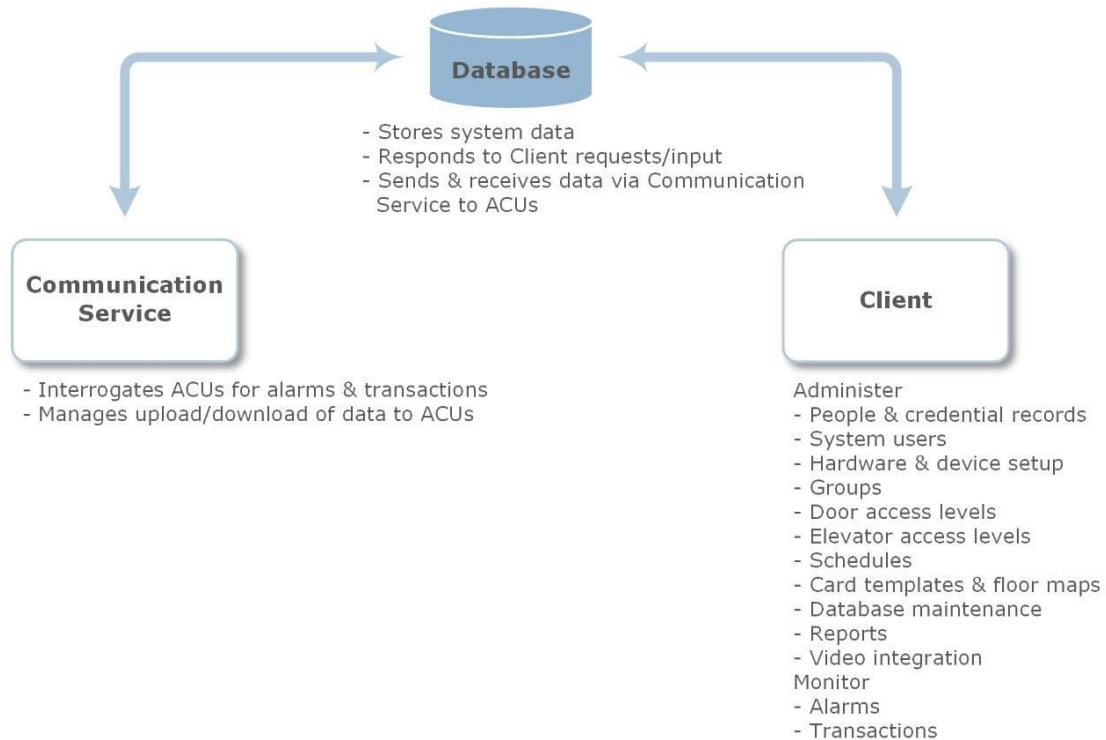 Database
- Stores system data
- Responds to Client requests/input
- Sends & receives data via Communication
Service to ACUs
Communication
Service
- Interrogates ACUs for alarms & transactions
- Manages upload/download of data to ACUs
Client
Administer
- People & credential records
- System users
- Hardware & device setup
- Groups
- Door access levels
- Elevator access levels
- Schedules
- Card templates & floor maps
- Database maintenance
- Reports
- Video integration
Monitor
- Alarms
- Transactions